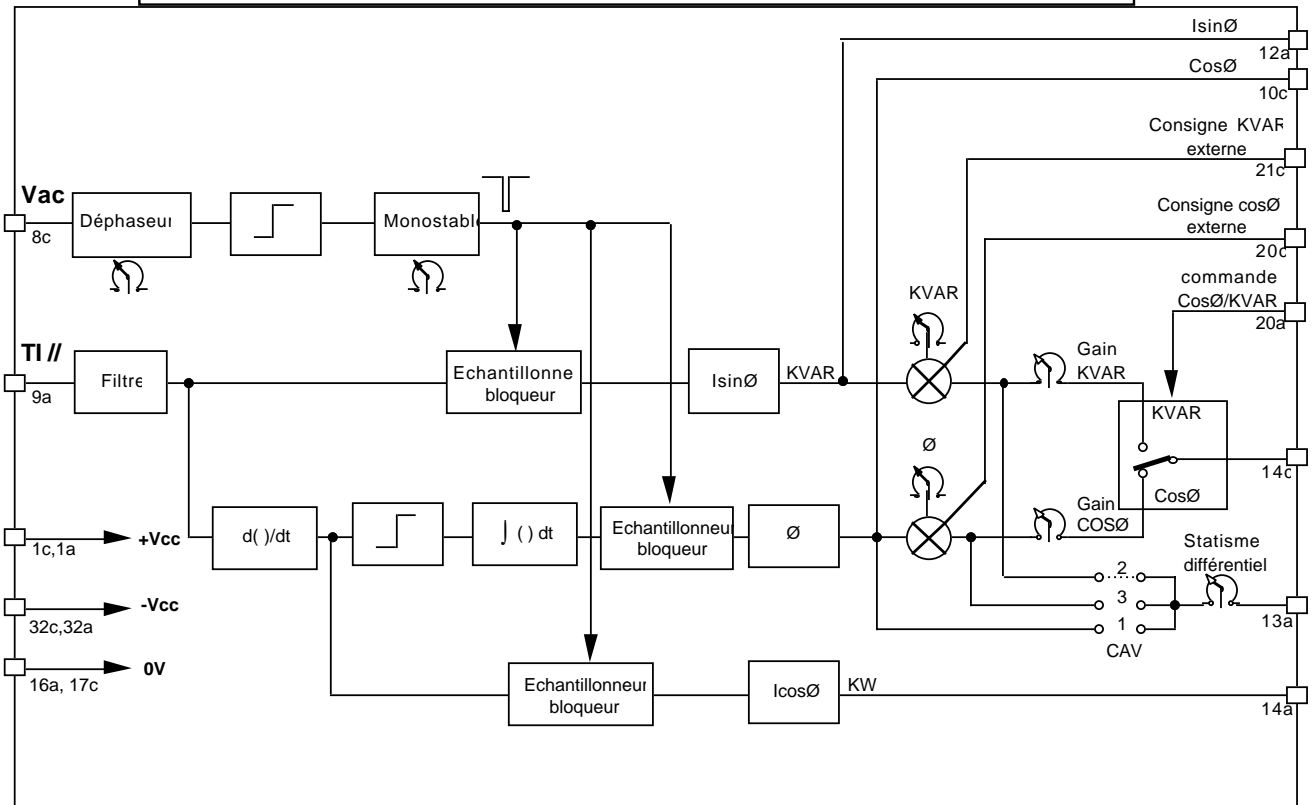 IsinØ
12a
CosØ
10c
Consigne KVAR
externe
21c
Consigne cosØ
externe
20c
commande
CosØ/KVAR
20a
Vac
8c
Déphaseur
Monostable
KVAR
TI //
9a
Filtre
Echantillonne
bloqueur
IsinØ
KVAR
Gain
KVAR
KVAR
CosØ
14c
Ø
Gain
COSØ
1c,1a
+Vcc
d( )/dt
∫ ( ) dt
Echantillonneur
bloqueur
Ø
Statisme
différentiel
2
3
1
CAV
13a
32c,32a
-Vcc
16a, 17c
0V
Echantillonneur
bloqueur
IcosØ
KW
14a